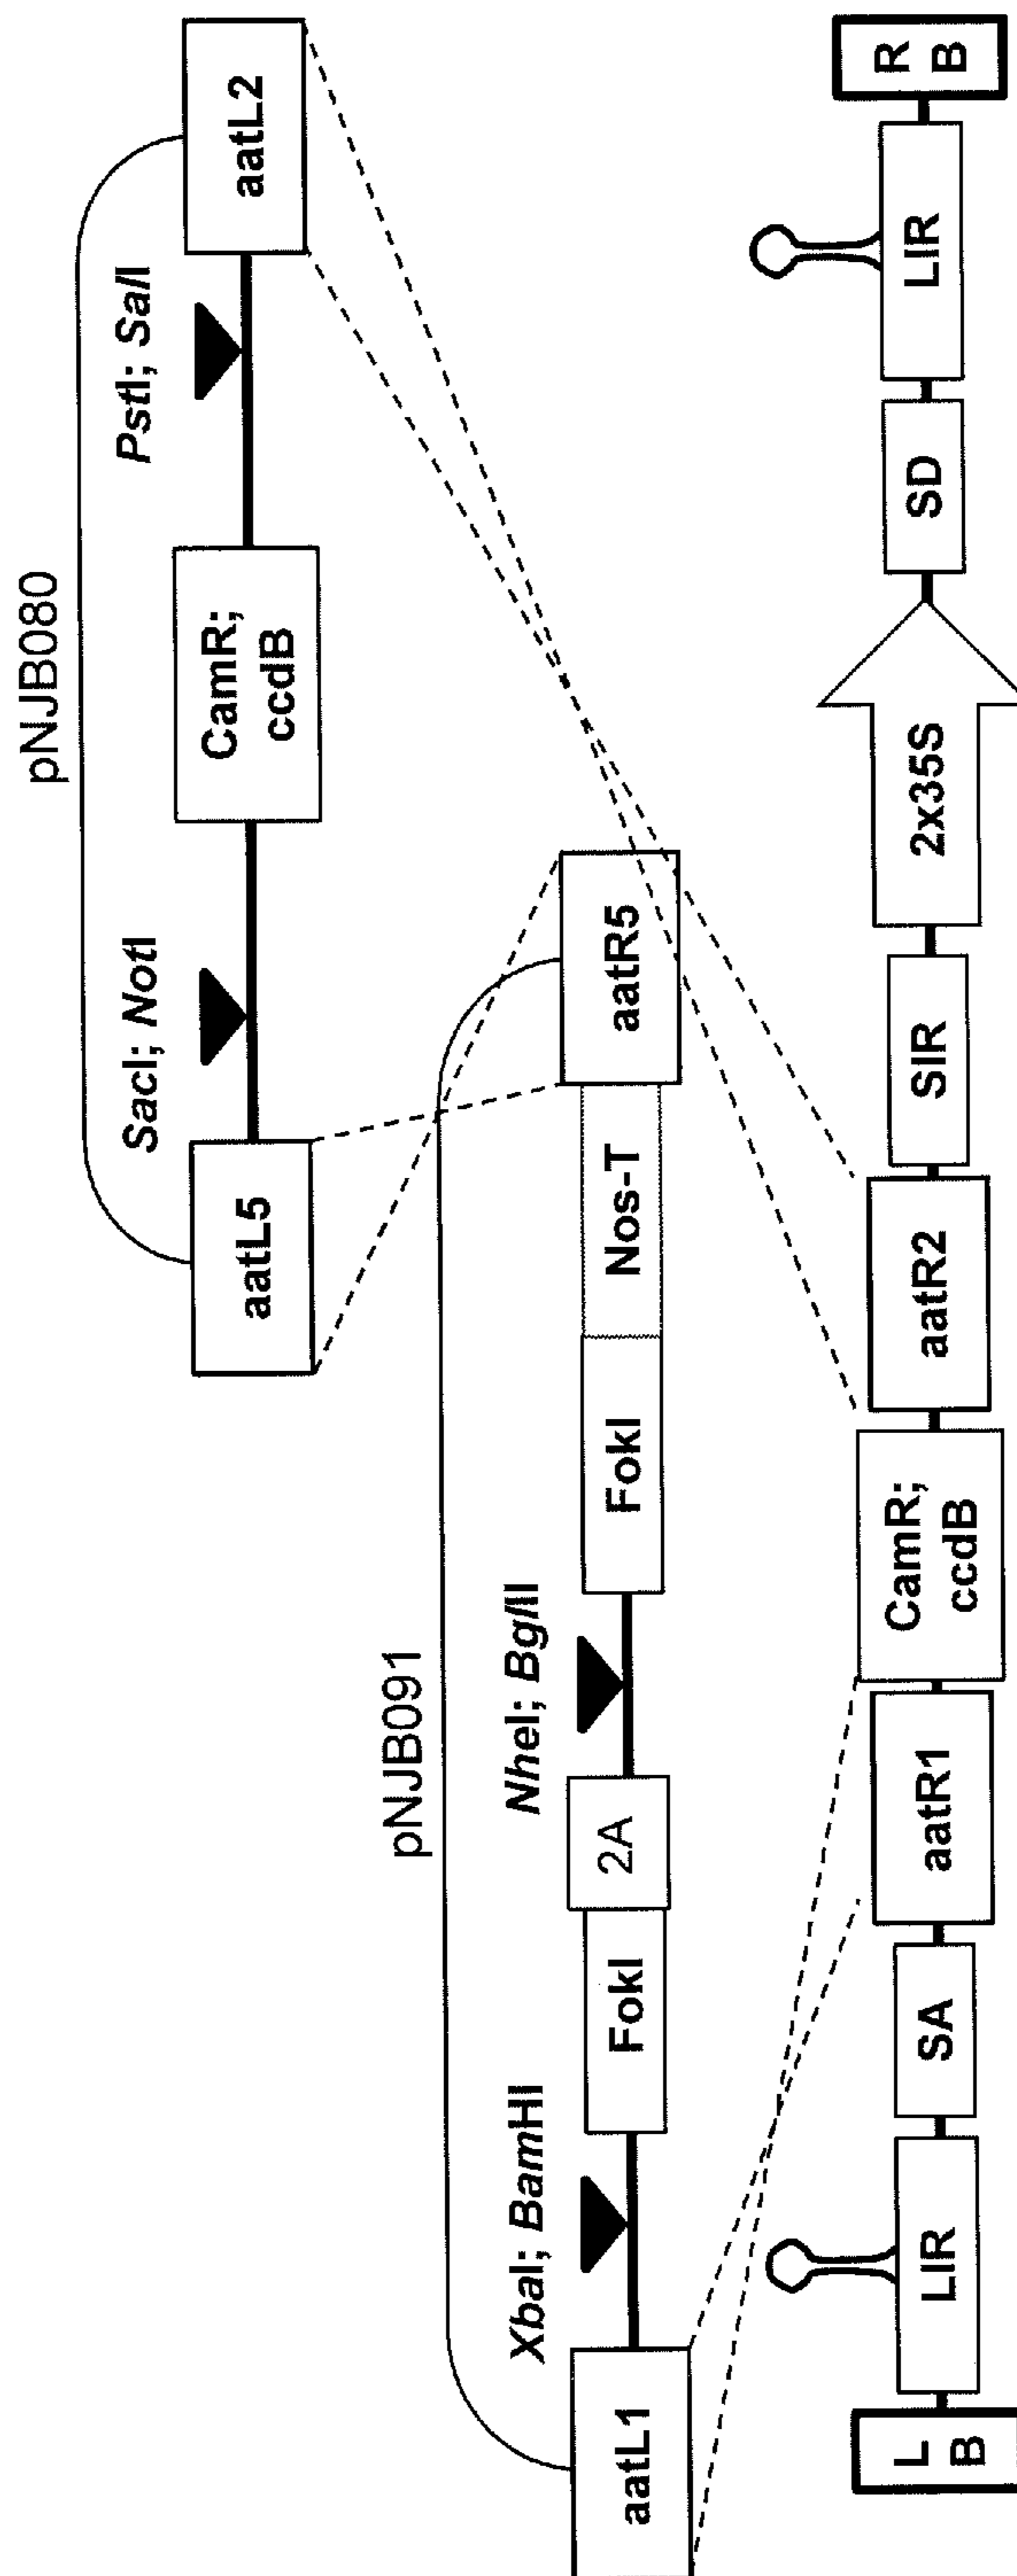 pNJB080
SacI; NotI
PstI; SalI
aatL5
CamR;
ccdB
aatL2
pNJB091
XbaI; BamHI
NheI; BglII
aatL1
FokI
2A
FokI
Nos-T
aatR5
L
B
LIR
SA
aatR1
CamR;
ccdB
aatR2
SIR
2x35S
SD
LIR
R
B